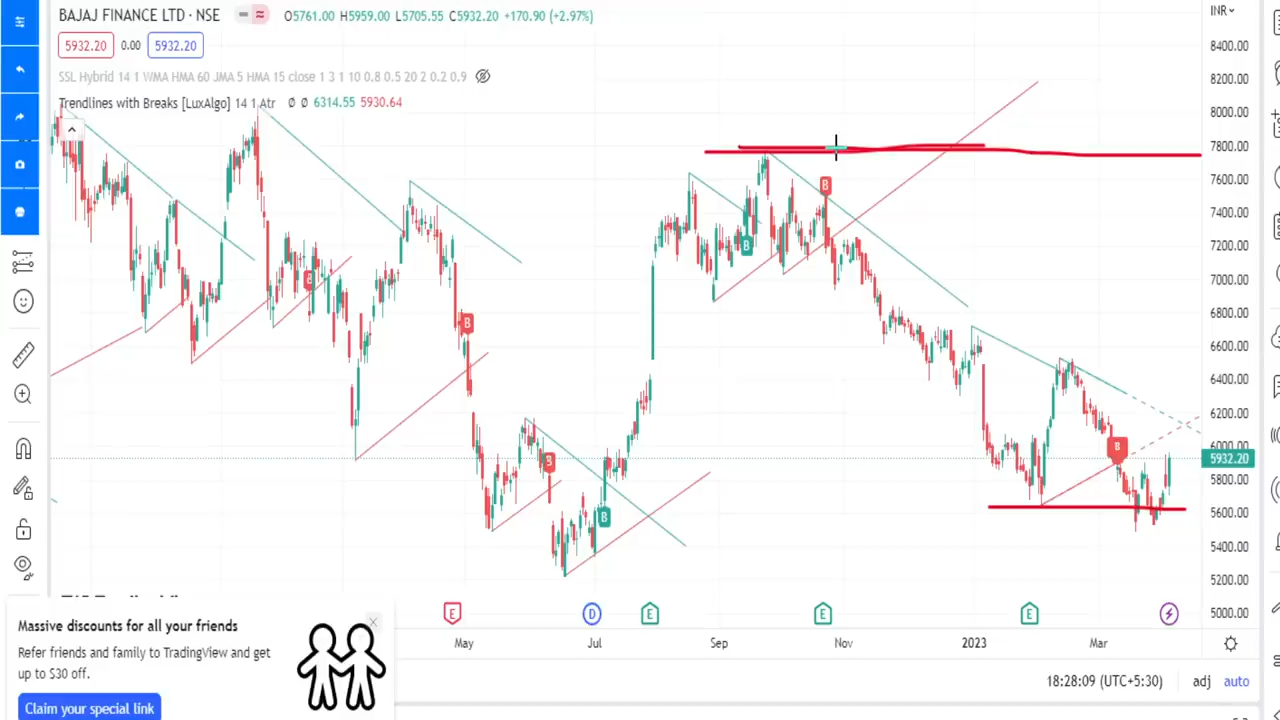 BAJAJ FINANCE LTD · NSE
O5761.00 H5959.00 L5705.55 C5932.20 +170.90 (+2.97%)
INR
5932.20 0.00 5932.20
SSL Hybrid 14 1 WMA HMA 60 JMA 5 HMA 15 close 1 3 1 10 0.8 0.5 20 2 0.2 0.9
Trendlines with Breaks [LuxAlgo] 14 1 Atr Ø Ø 6314.55 5930.64
8400.00
8200.00
8000.00
7800.00
7600.00
7400.00
7200.00
7000.00
6800.00
6600.00
6400.00
6200.00
6000.00
5932.20
5800.00
5600.00
5400.00
5200.00
5000.00
B
B
B
B
B
B
B
B
E D E E E
May Jul Sep Nov 2023 Mar
Massive discounts for all your friends
Refer friends and family to TradingView and get
up to $30 off.
Claim your special link
18:28:09 (UTC+5:30) adj auto